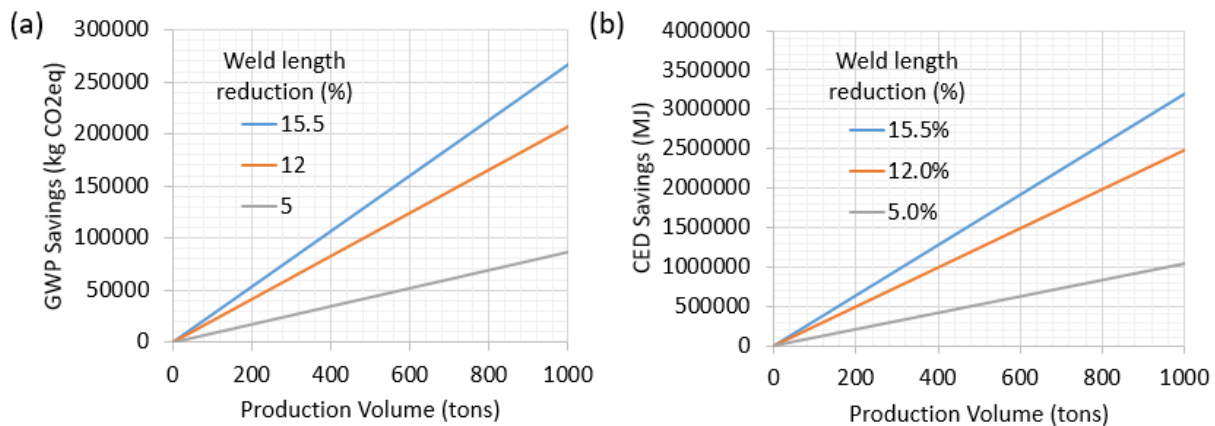 (a)
300000
250000
200000
150000
100000
50000
0
GWP Savings (kg CO2eq)
Weld length
reduction (%)
15.5
12
5
0 200 400 600 800 1000
Production Volume (tons)
(b)
4000000
3500000
3000000
2500000
2000000
1500000
1000000
500000
0
CED Savings (MJ)
Weld length
reduction (%)
15.5%
12.0%
5.0%
0 200 400 600 800 1000
Production Volume (tons)